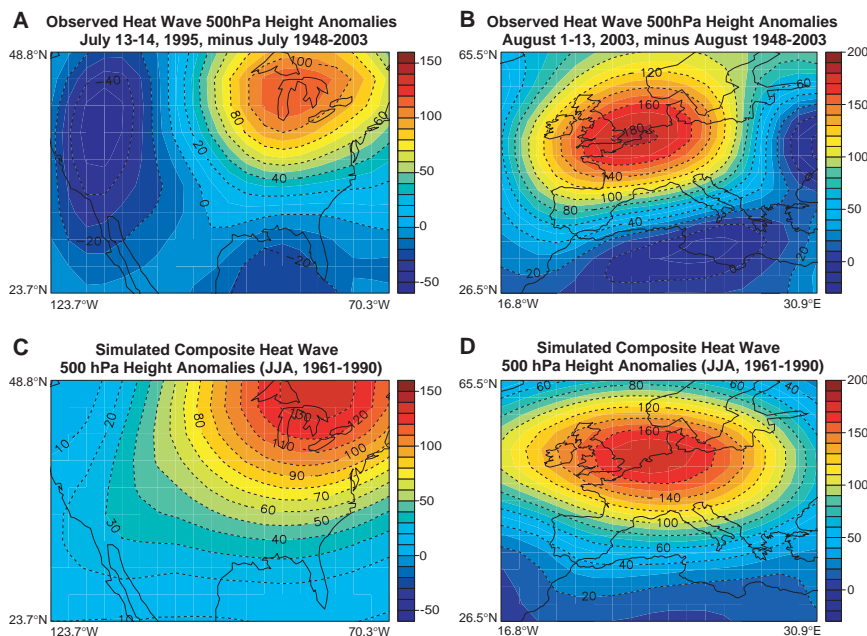 A
Observed Heat Wave 500hPa Height Anomalies
July 13-14, 1995, minus July 1948-2003
48.8°N
23.7°N
123.7°W
70.3°W
150
100
50
0
-50
-40
-20
20
0
80
100
60
40
-20
B
Observed Heat Wave 500hPa Height Anomalies
August 1-13, 2003, minus August 1948-2003
65.5°N
26.5°N
16.8°W
30.9°E
200
150
100
50
0
120
160
180
140
100
80
60
20
0
20
C
Simulated Composite Heat Wave
500 hPa Height Anomalies (JJA, 1961-1990)
48.8°N
23.7°N
123.7°W
70.3°W
150
100
50
0
-50
10
20
30
80
130
120
110
100
90
70
60
50
40
D
Simulated Composite Heat Wave
500 hPa Height Anomalies (JJA, 1961-1990)
65.5°N
26.5°N
16.8°W
30.9°E
200
150
100
50
0
60
80
40
120
160
140
100
60
40
20